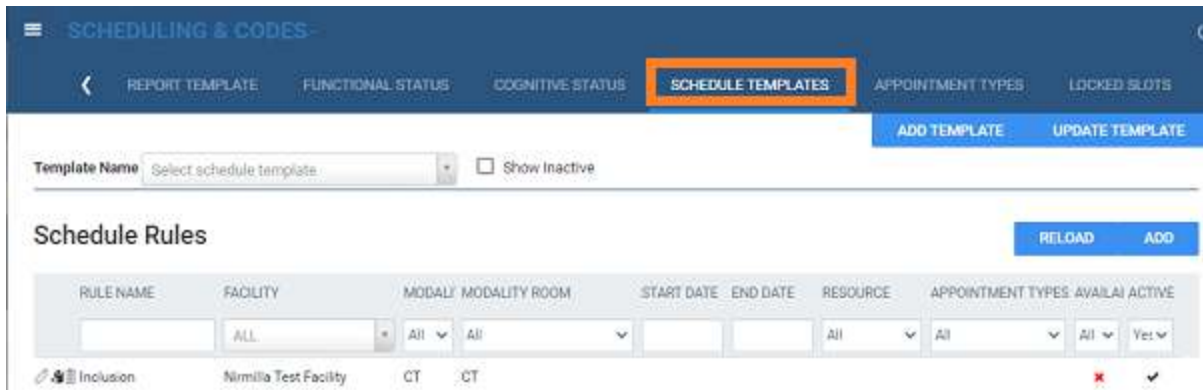 SCHEDULING & CODES-
REPORT TEMPLATE FUNCTIONAL STATUS COGNITIVE STATUS SCHEDULE TEMPLATES APPOINTMENT TYPES LOCKED SLOTS
ADD TEMPLATE UPDATE TEMPLATE
Template Name Select schedule template Show Inactive
Schedule Rules RELOAD ADD
RULE NAME FACILITY MODALI MODALITY ROOM START DATE END DATE RESOURCE APPOINTMENT TYPES AVAILAI ACTIVE
ALL All All All All All Yes
Inclusion Nirmilla Test Facility CT CT